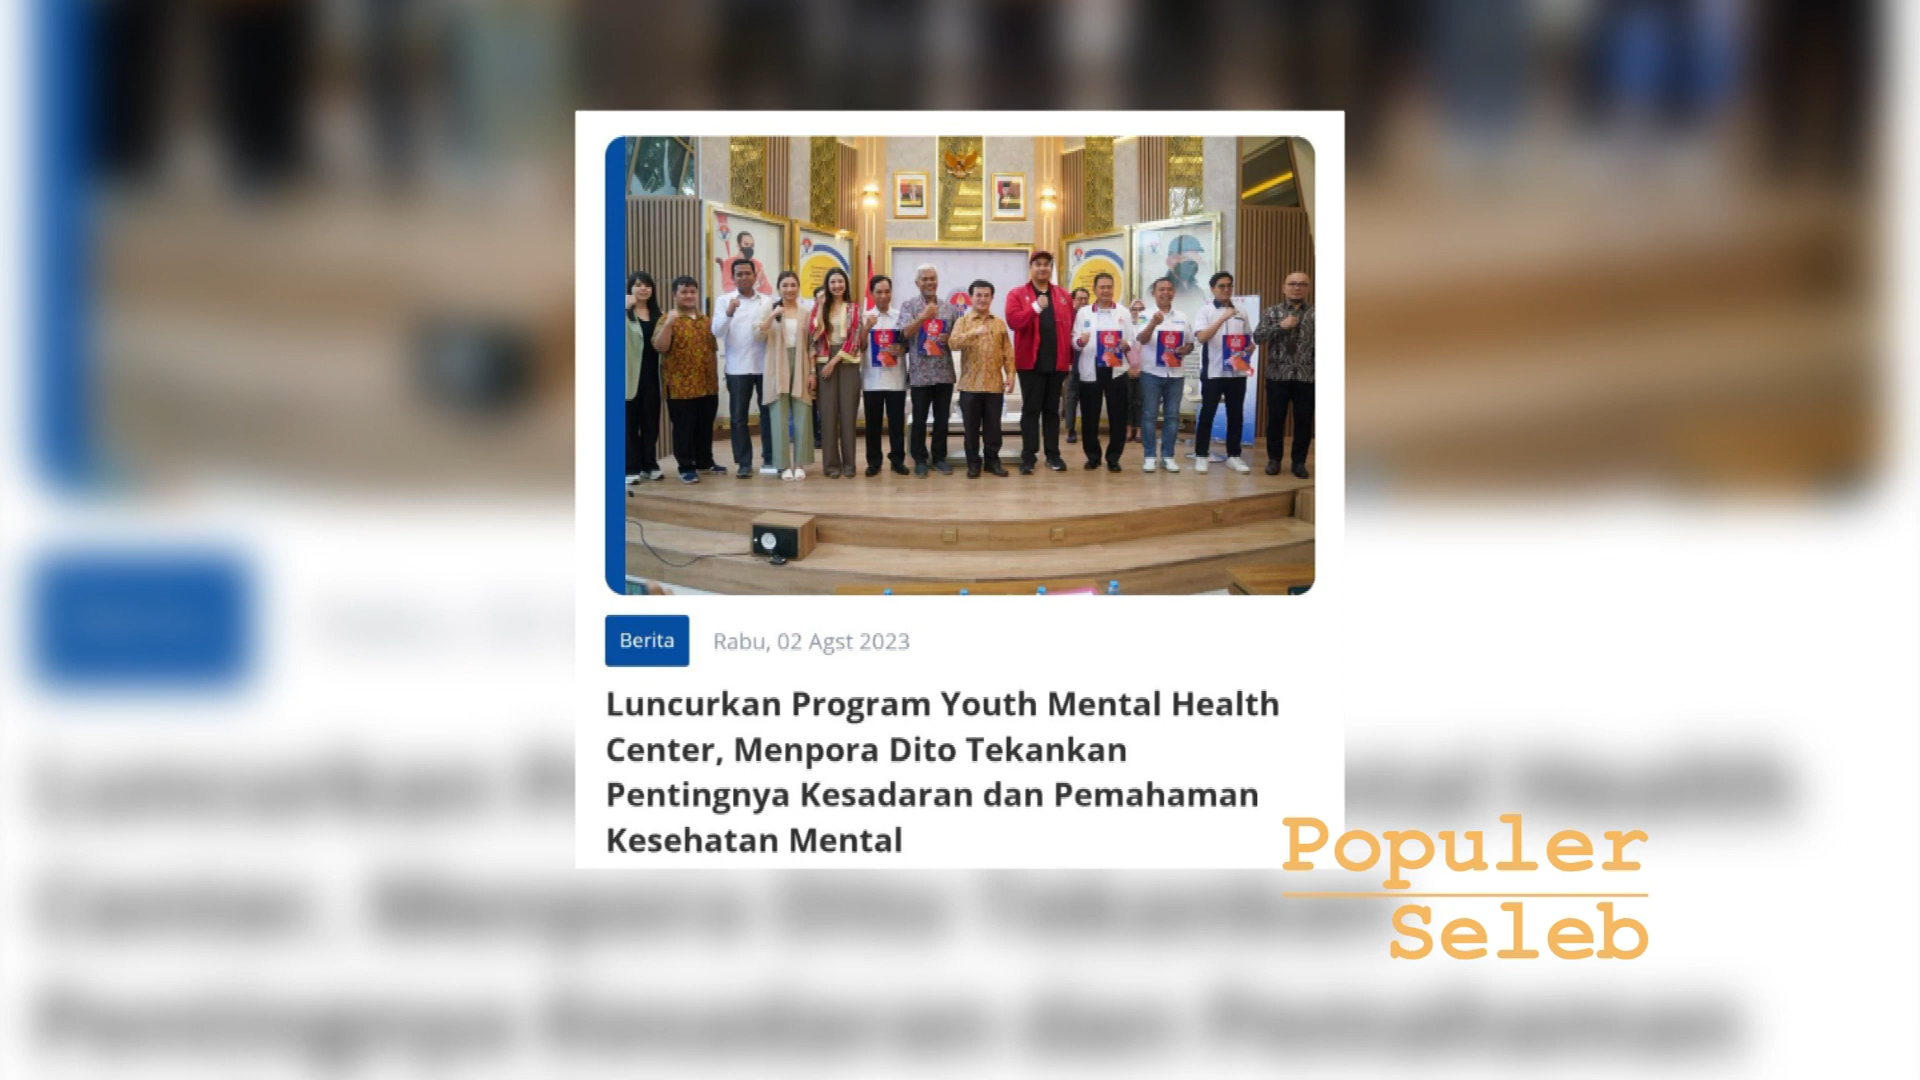 Berita
Rabu, 02 Agst 2023
Luncurkan Program Youth Mental Health
Center, Menpora Dito Tekankan
Pentingnya Kesadaran dan Pemahaman
Kesehatan Mental
Populer
Seleb